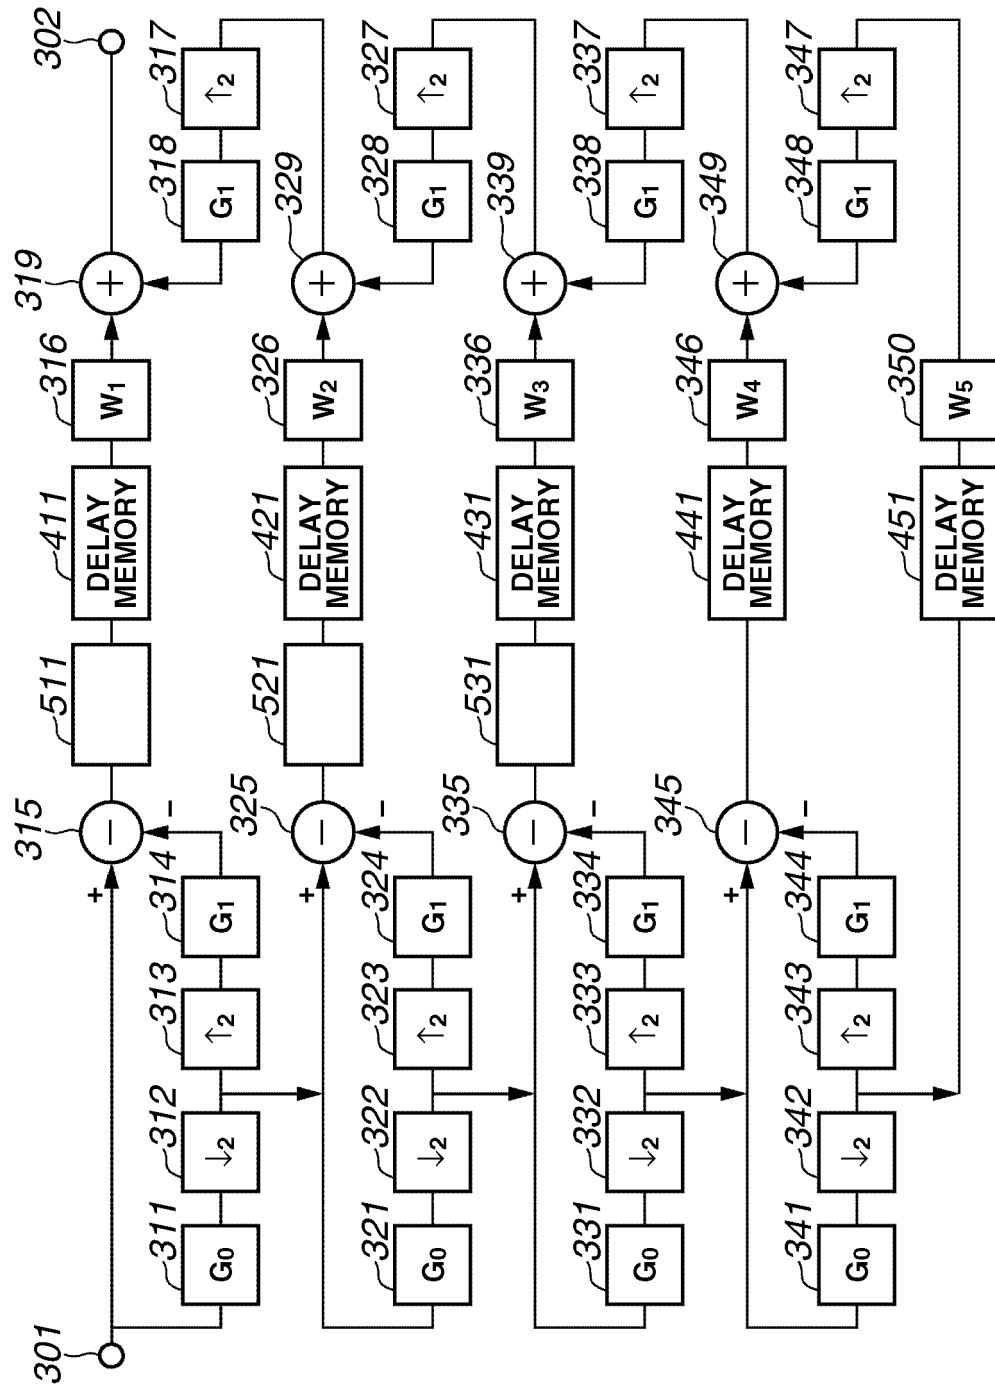 301
315
511
411
316
319
302
+
−
DELAY
MEMORY
W1
+
−
311
312
313
314
318
317
G0
↓2
↑2
G1
G1
↑2
325
521
421
326
329
+
−
DELAY
MEMORY
W2
+
−
321
322
323
324
328
327
G0
↓2
↑2
G1
G1
↑2
335
531
431
336
339
+
−
DELAY
MEMORY
W3
+
−
331
332
333
334
338
337
G0
↓2
↑2
G1
G1
↑2
345
441
346
349
+
−
DELAY
MEMORY
W4
+
−
341
342
343
344
348
347
G0
↓2
↑2
G1
G1
↑2
451
350
DELAY
MEMORY
W5